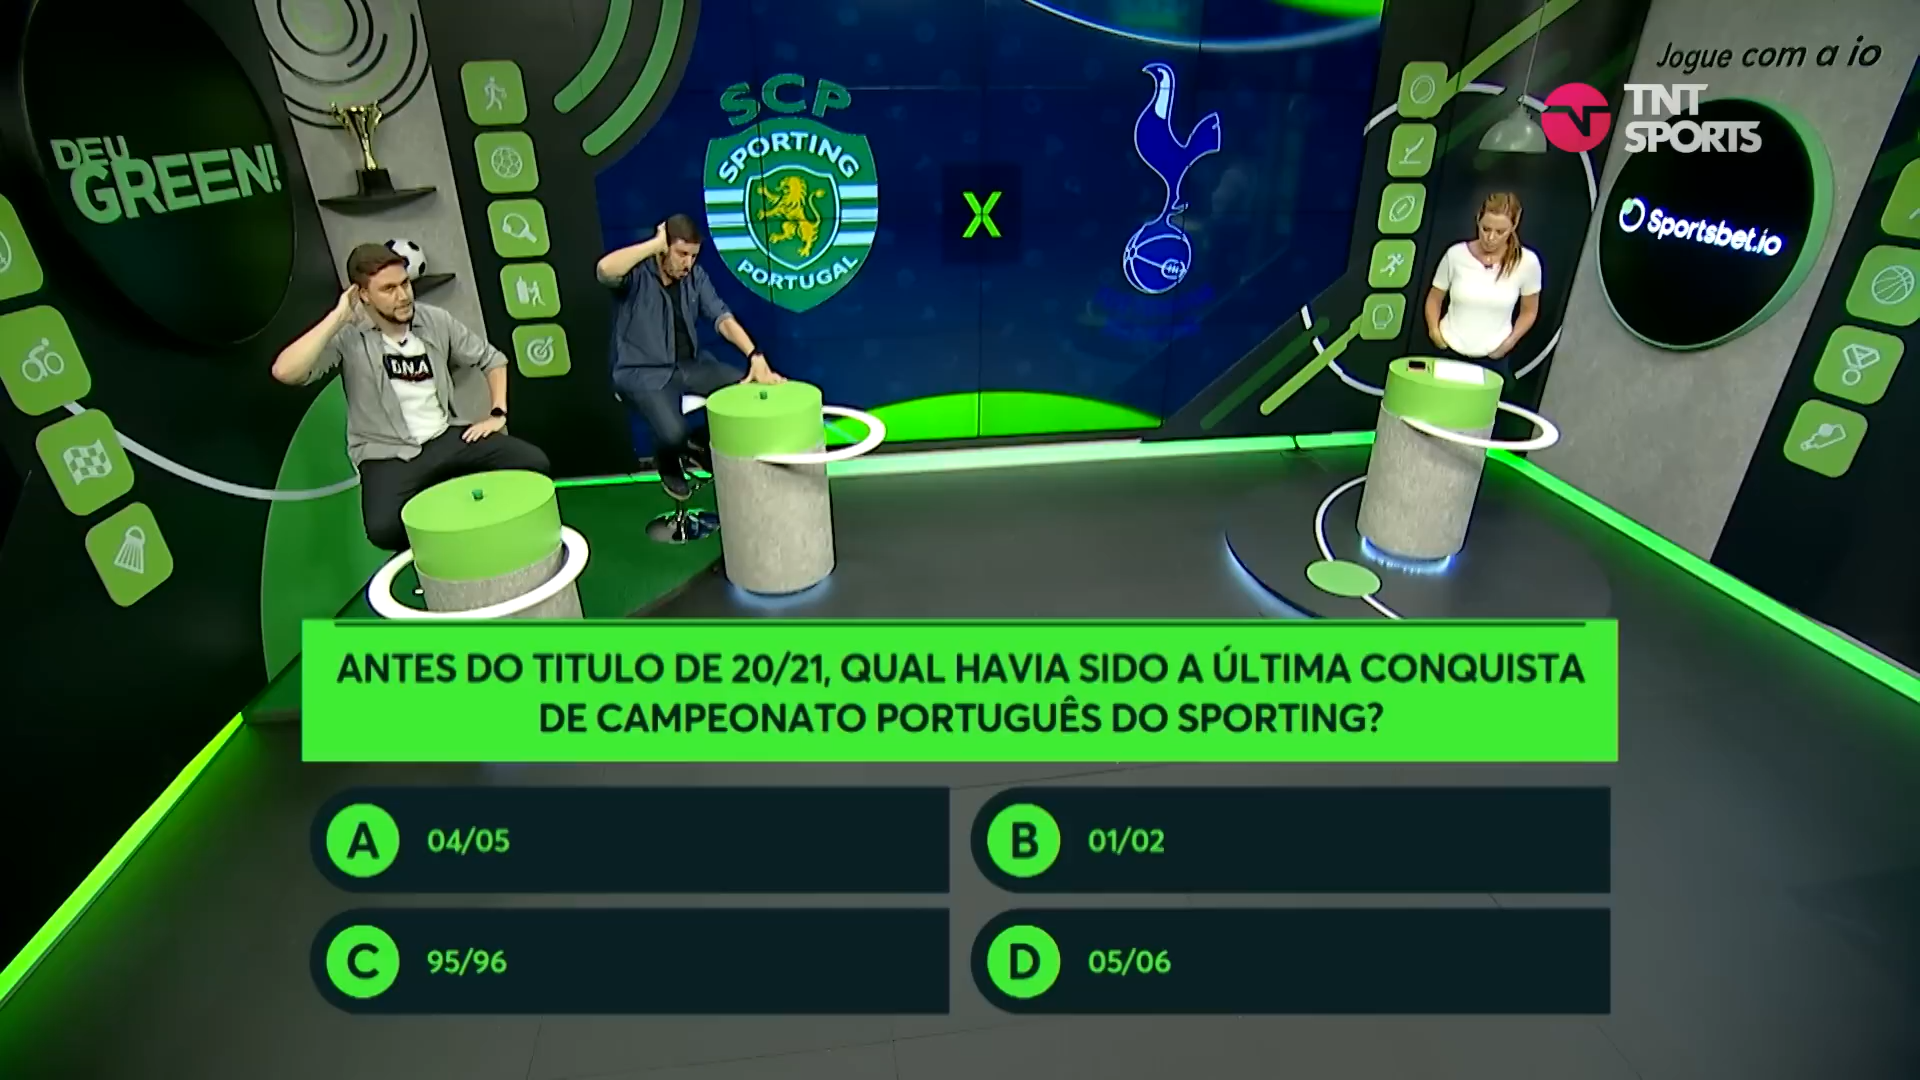 Jogue com a io
TNT
SPORTS
SCP
SPORTING
PORTUGAL
X
DEU
GREEN!
Sportsbet.io
D.N.A
ANTES DO TITULO DE 20/21, QUAL HAVIA SIDO A ÚLTIMA CONQUISTA
DE CAMPEONATO PORTUGUÊS DO SPORTING?
A 04/05
B 01/02
C 95/96
D 05/06